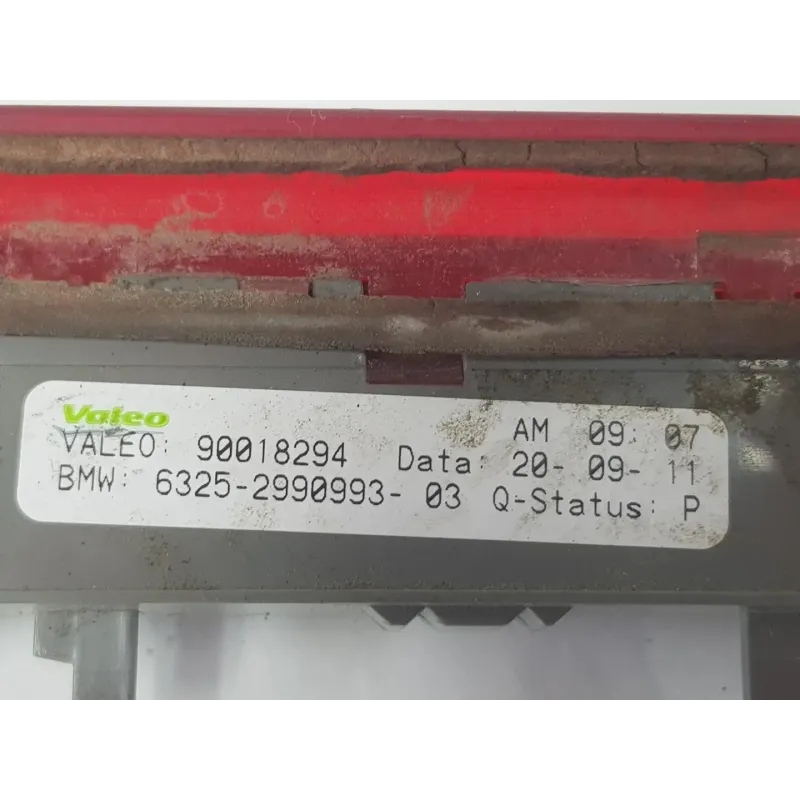 Valeo
AM 09: 07
VALEO: 90018294 Data: 20-09-11
BMW: 6325-2990993-03 Q-Status: P